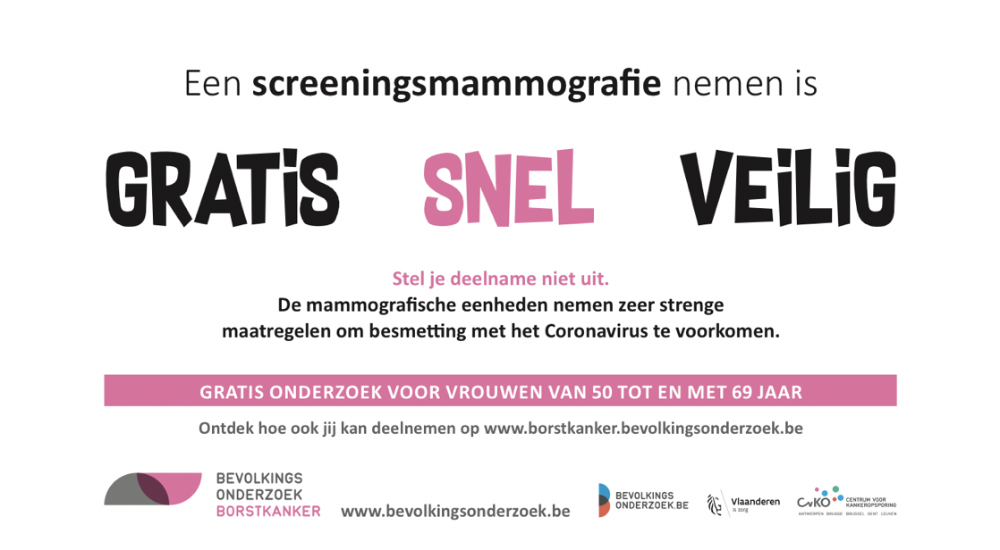 Een screeningsmammografie nemen is
GRATiS SNEL VEiLiG
Stel je deelname niet uit.
De mammografische eenheden nemen zeer strenge
maatregelen om besmetting met het Coronavirus te voorkomen.
GRATIS ONDERZOEK VOOR VROUWEN VAN 50 TOT EN MET 69 JAAR
Ontdek hoe ook jij kan deelnemen op www.borstkanker.bevolkingsonderzoek.be
BEVOLKINGS
ONDERZOEK
BORSTKANKER
www.bevolkingsonderzoek.be
BEVOLKINGS
ONDERZOEK.BE
Vlaanderen
is zorg
CvKO
CENTRUM VOOR
KANKEROPSPORING
ANTWERPEN BRUGGE BRUSSEL GENT LEUVEN